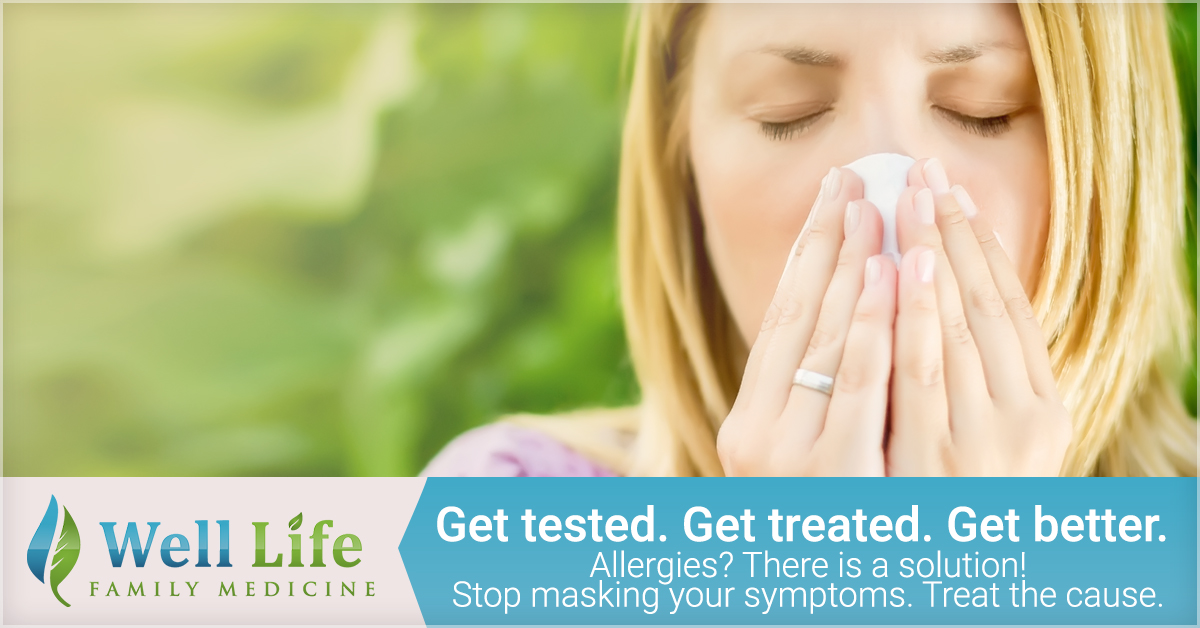 Well Life
FAMILY MEDICINE
Get tested. Get treated. Get better.
Allergies? There is a solution!
Stop masking your symptoms. Treat the cause.